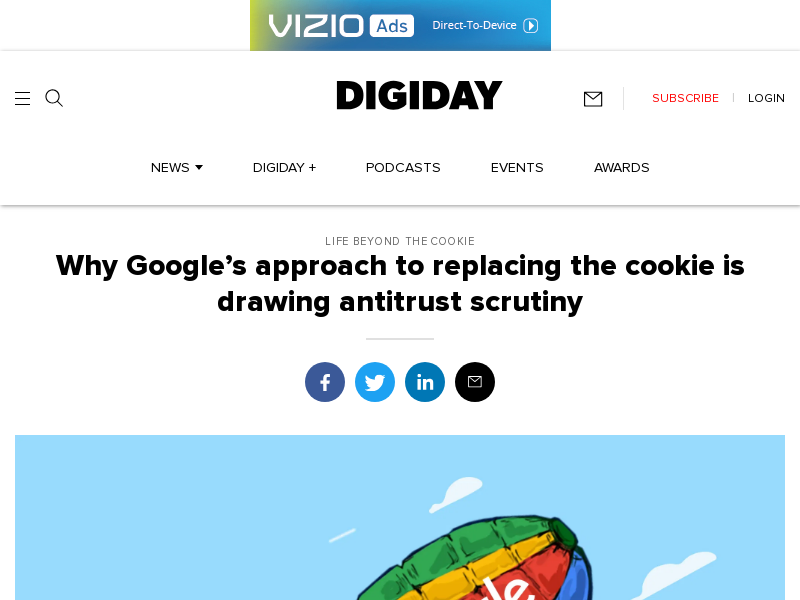 VIZIO Ads Direct-To-Device
DIGIDAY
SUBSCRIBE
LOGIN
NEWS
DIGIDAY +
PODCASTS
EVENTS
AWARDS
LIFE BEYOND THE COOKIE
Why Google’s approach to replacing the cookie is
drawing antitrust scrutiny